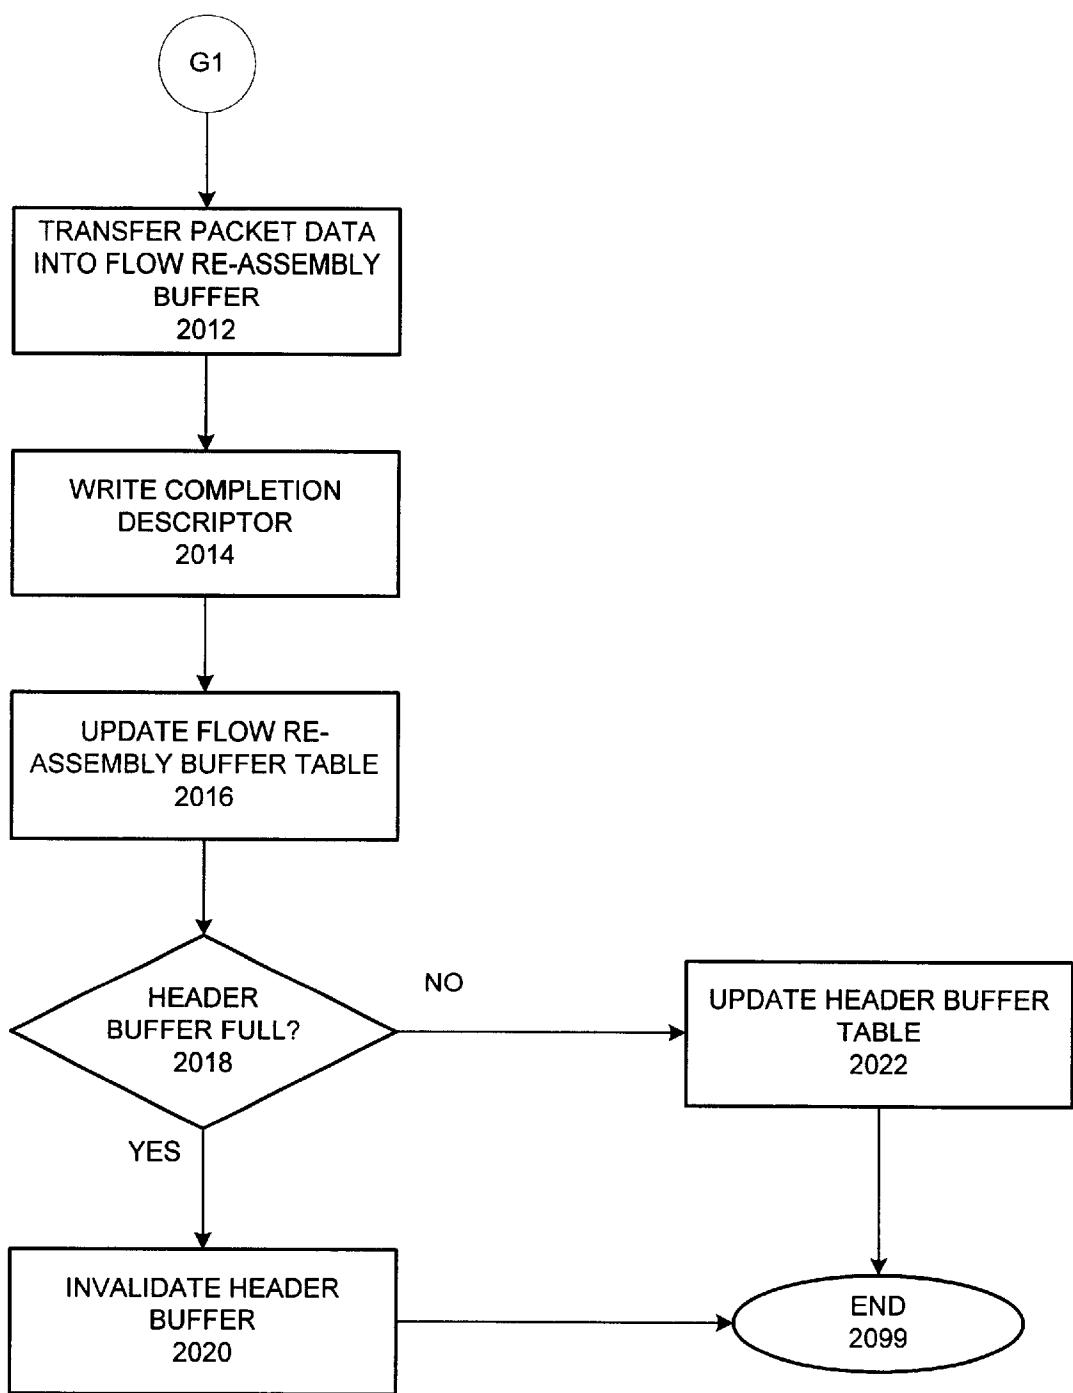 G1
TRANSFER PACKET DATA
INTO FLOW RE-ASSEMBLY
BUFFER
2012
WRITE COMPLETION
DESCRIPTOR
2014
UPDATE FLOW RE-
ASSEMBLY BUFFER TABLE
2016
HEADER
BUFFER FULL?
2018
NO
UPDATE HEADER BUFFER
TABLE
2022
YES
INVALIDATE HEADER
BUFFER
2020
END
2099